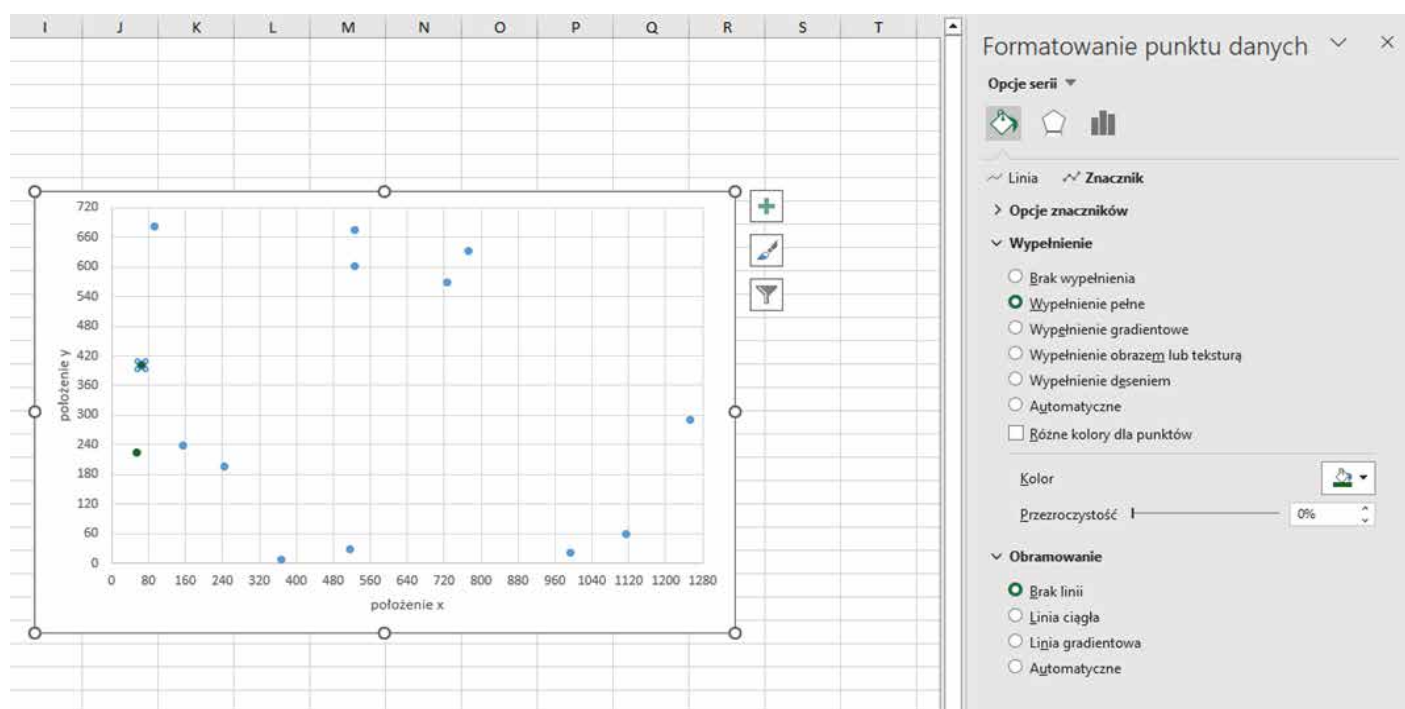 I J K L M N O P Q R S T
720
660
600
540
480
420
360
300
240
180
120
60
0
położenie y
0 80 160 240 320 400 480 560 640 720 800 880 960 1040 1120 1200 1280
położenie x
Formatowanie punktu danych
Opcje serii
Linia Znacznik
Opcje znaczników
Wypełnienie
Brak wypełnienia
Wypełnienie pełne
Wypełnienie gradientowe
Wypełnienie obrazem lub teksturą
Wypełnienie deseniem
Automatyczne
Różne kolory dla punktów
Kolor
Przezroczystość 0%
Obramowanie
Brak linii
Linia ciągła
Linia gradientowa
Automatyczne